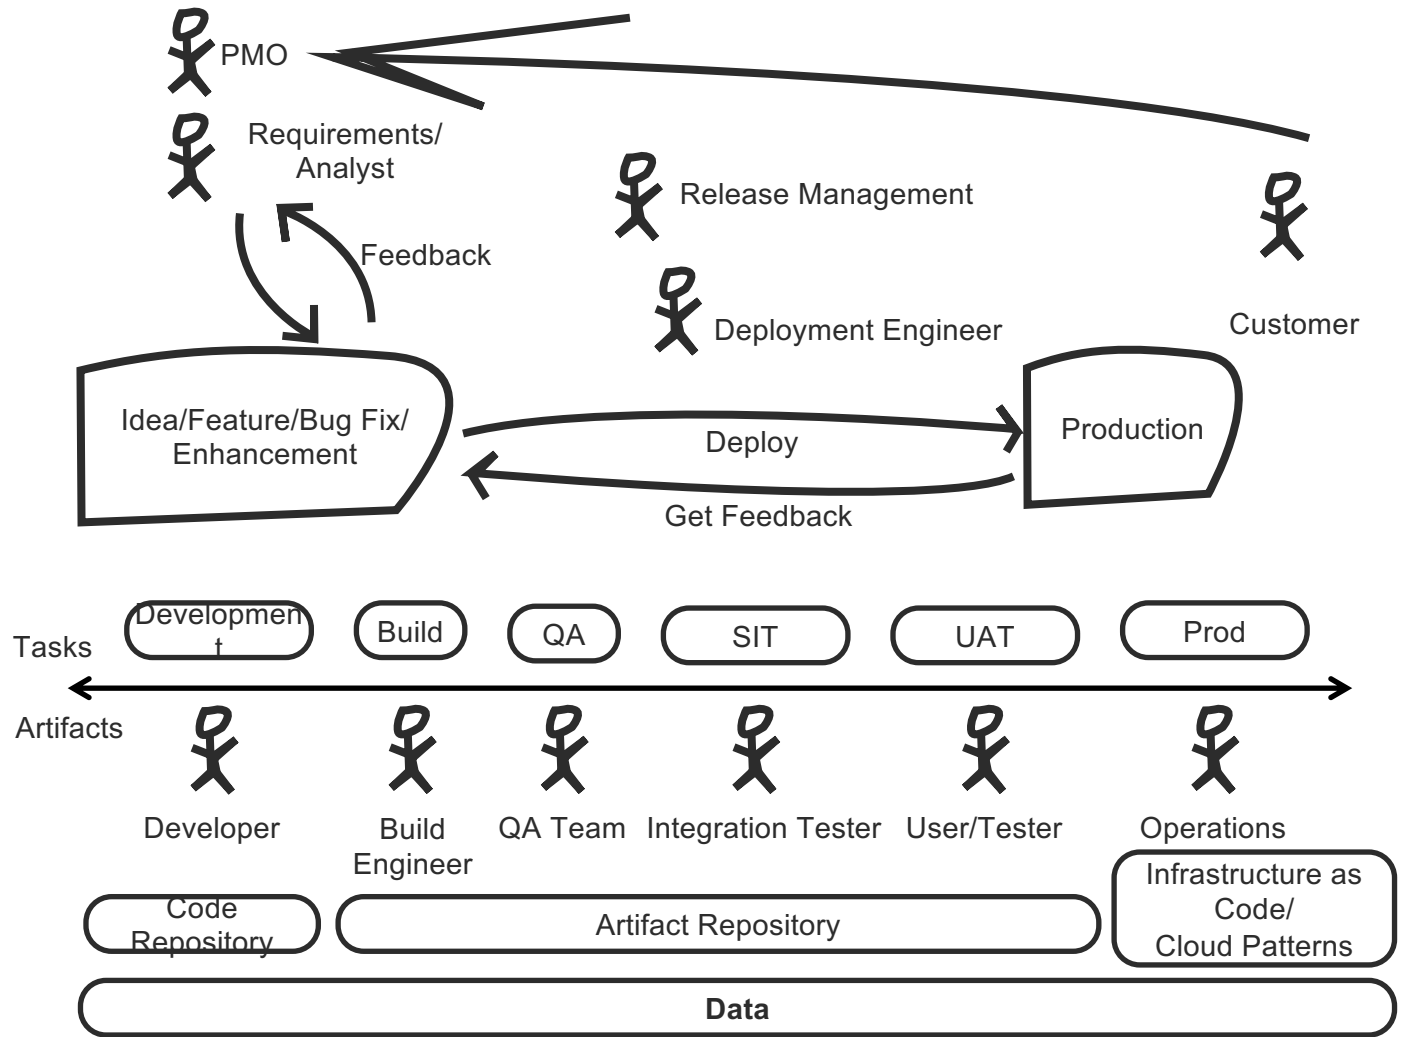 PMO
Requirements/
Analyst
Release Management
Feedback
Deployment Engineer
Customer
Idea/Feature/Bug Fix/
Enhancement
Deploy
Production
Get Feedback
Tasks
Developmen
t
Build
QA
SIT
UAT
Prod
Artifacts
Developer
Build
Engineer
QA Team
Integration Tester
User/Tester
Operations
Code
Repository
Artifact Repository
Infrastructure as
Code/
Cloud Patterns
Data